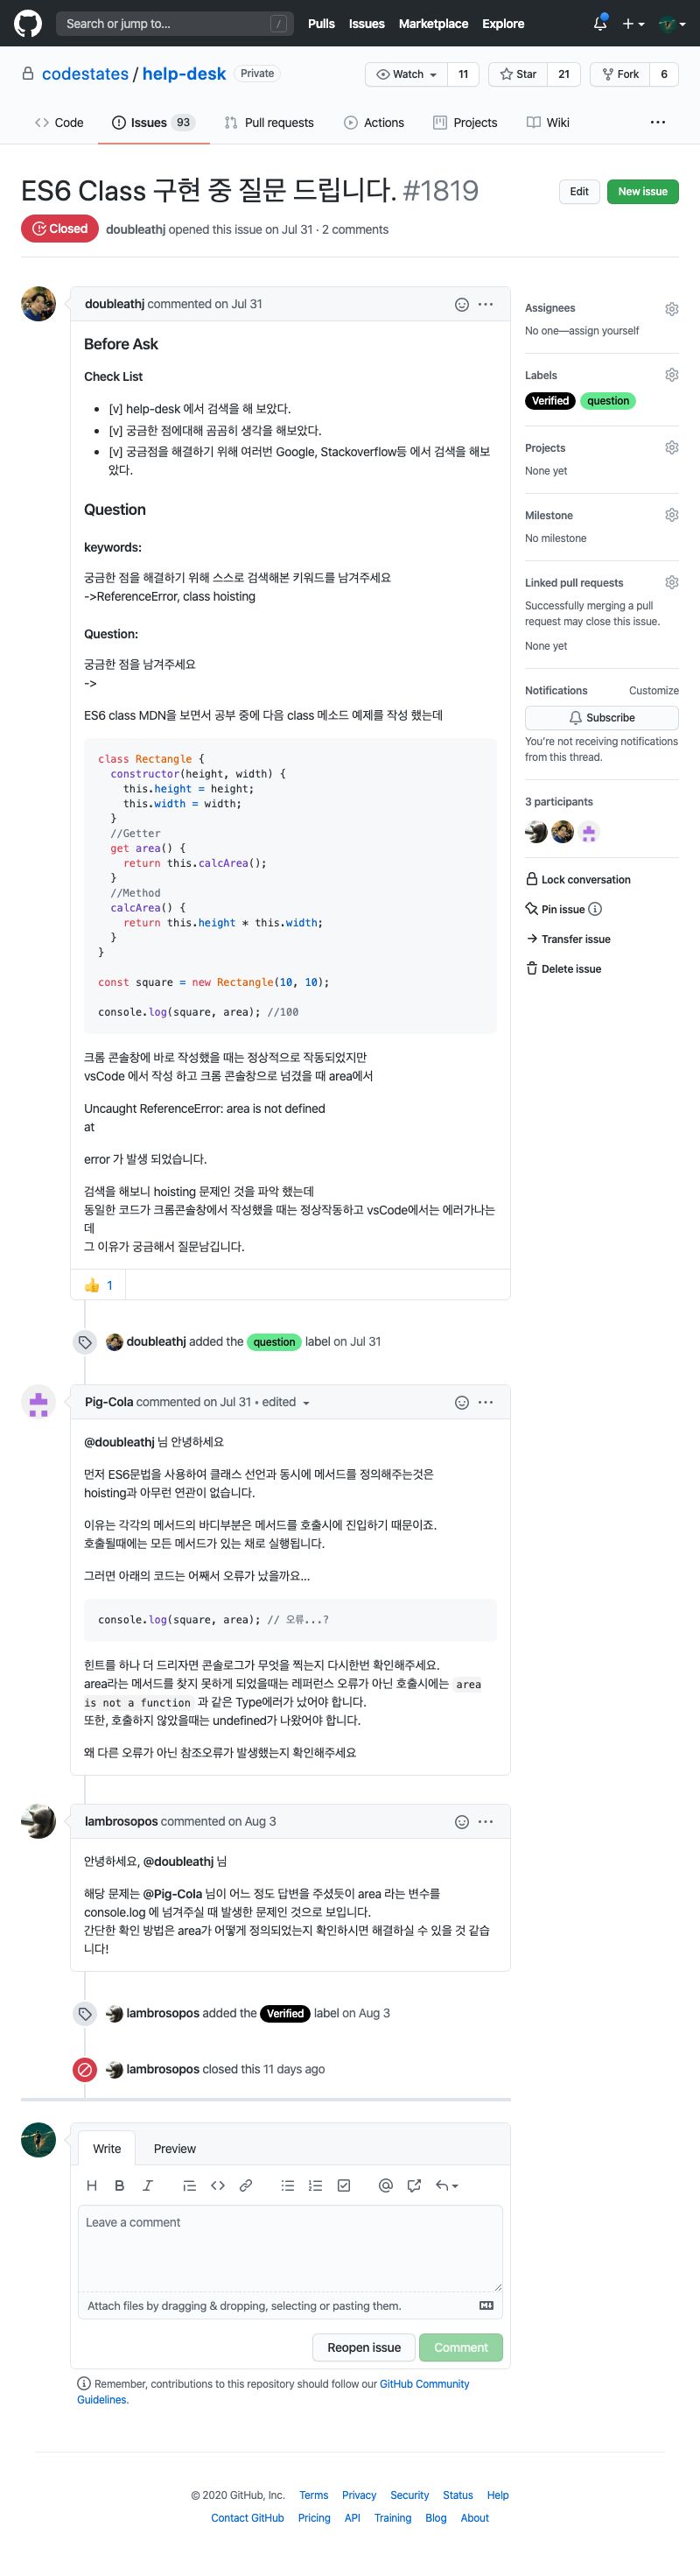 Search or jump to... /
Pulls Issues Marketplace Explore
codestates / help-desk Private
Watch 11 Star 21 Fork 6
Code Issues 93 Pull requests Actions Projects Wiki
ES6 Class 구현 중 질문 드립니다. #1819
Edit New issue
Closed doubleathj opened this issue on Jul 31 · 2 comments
doubleathj commented on Jul 31
Before Ask
Check List
• [v] help-desk 에서 검색을 해 보았다.
• [v] 궁금한 점에대해 곰곰히 생각을 해보았다.
• [v] 궁금점을 해결하기 위해 여러번 Google, Stackoverflow등 에서 검색을 해보
았다.
Question
keywords:
궁금한 점을 해결하기 위해 스스로 검색해본 키워드를 남겨주세요
->ReferenceError, class hoisting
Question:
궁금한 점을 남겨주세요
->
ES6 class MDN을 보면서 공부 중에 다음 class 메소드 예제를 작성 했는데
class Rectangle {
constructor(height, width) {
this.height = height;
this.width = width;
}
//Getter
get area() {
return this.calcArea();
}
//Method
calcArea() {
return this.height * this.width;
}
}
const square = new Rectangle(10, 10);
console.log(square, area); //100
크롬 콘솔창에 바로 작성했을 때는 정상적으로 작동되었지만
vsCode 에서 작성 하고 크롬 콘솔창으로 넘겼을 때 area에서
Uncaught ReferenceError: area is not defined
at
error 가 발생 되었습니다.
검색을 해보니 hoisting 문제인 것을 파악 했는데
동일한 코드가 크롬콘솔창에서 작성했을 때는 정상작동하고 vsCode에서는 에러가나는
데
그 이유가 궁금해서 질문남깁니다.
👍 1
doubleathj added the question label on Jul 31
Pig-Cola commented on Jul 31 • edited
@doubleathj 님 안녕하세요
먼저 ES6문법을 사용하여 클래스 선언과 동시에 메서드를 정의해주는것은
hoisting과 아무런 연관이 없습니다.
이유는 각각의 메서드의 바디부분은 메서드를 호출시에 진입하기 때문이죠.
호출될때에는 모든 메서드가 있는 채로 실행됩니다.
그러면 아래의 코드는 어째서 오류가 났을까요...
console.log(square, area); // 오류...?
힌트를 하나 더 드리자면 콘솔로그가 무엇을 찍는지 다시한번 확인해주세요.
area라는 메서드를 찾지 못하게 되었을때는 레퍼런스 오류가 아닌 호출시에는 area
is not a function 과 같은 Type에러가 났어야 합니다.
또한, 호출하지 않았을때는 undefined가 나왔어야 합니다.
왜 다른 오류가 아닌 참조오류가 발생했는지 확인해주세요
lambrosopos commented on Aug 3
안녕하세요, @doubleathj 님
해당 문제는 @Pig-Cola 님이 어느 정도 답변을 주셨듯이 area 라는 변수를
console.log 에 넘겨주실 때 발생한 문제인 것으로 보입니다.
간단한 확인 방법은 area가 어떻게 정의되었는지 확인하시면 해결하실 수 있을 것 같습
니다!
lambrosopos added the Verified label on Aug 3
lambrosopos closed this 11 days ago
Write Preview
Leave a comment
Attach files by dragging & dropping, selecting or pasting them.
Reopen issue Comment
Remember, contributions to this repository should follow our GitHub Community
Guidelines.
Assignees
No one—assign yourself
Labels
Verified question
Projects
None yet
Milestone
No milestone
Linked pull requests
Successfully merging a pull
request may close this issue.
None yet
Notifications Customize
Subscribe
You're not receiving notifications
from this thread.
3 participants
Lock conversation
Pin issue
Transfer issue
Delete issue
© 2020 GitHub, Inc. Terms Privacy Security Status Help
Contact GitHub Pricing API Training Blog About